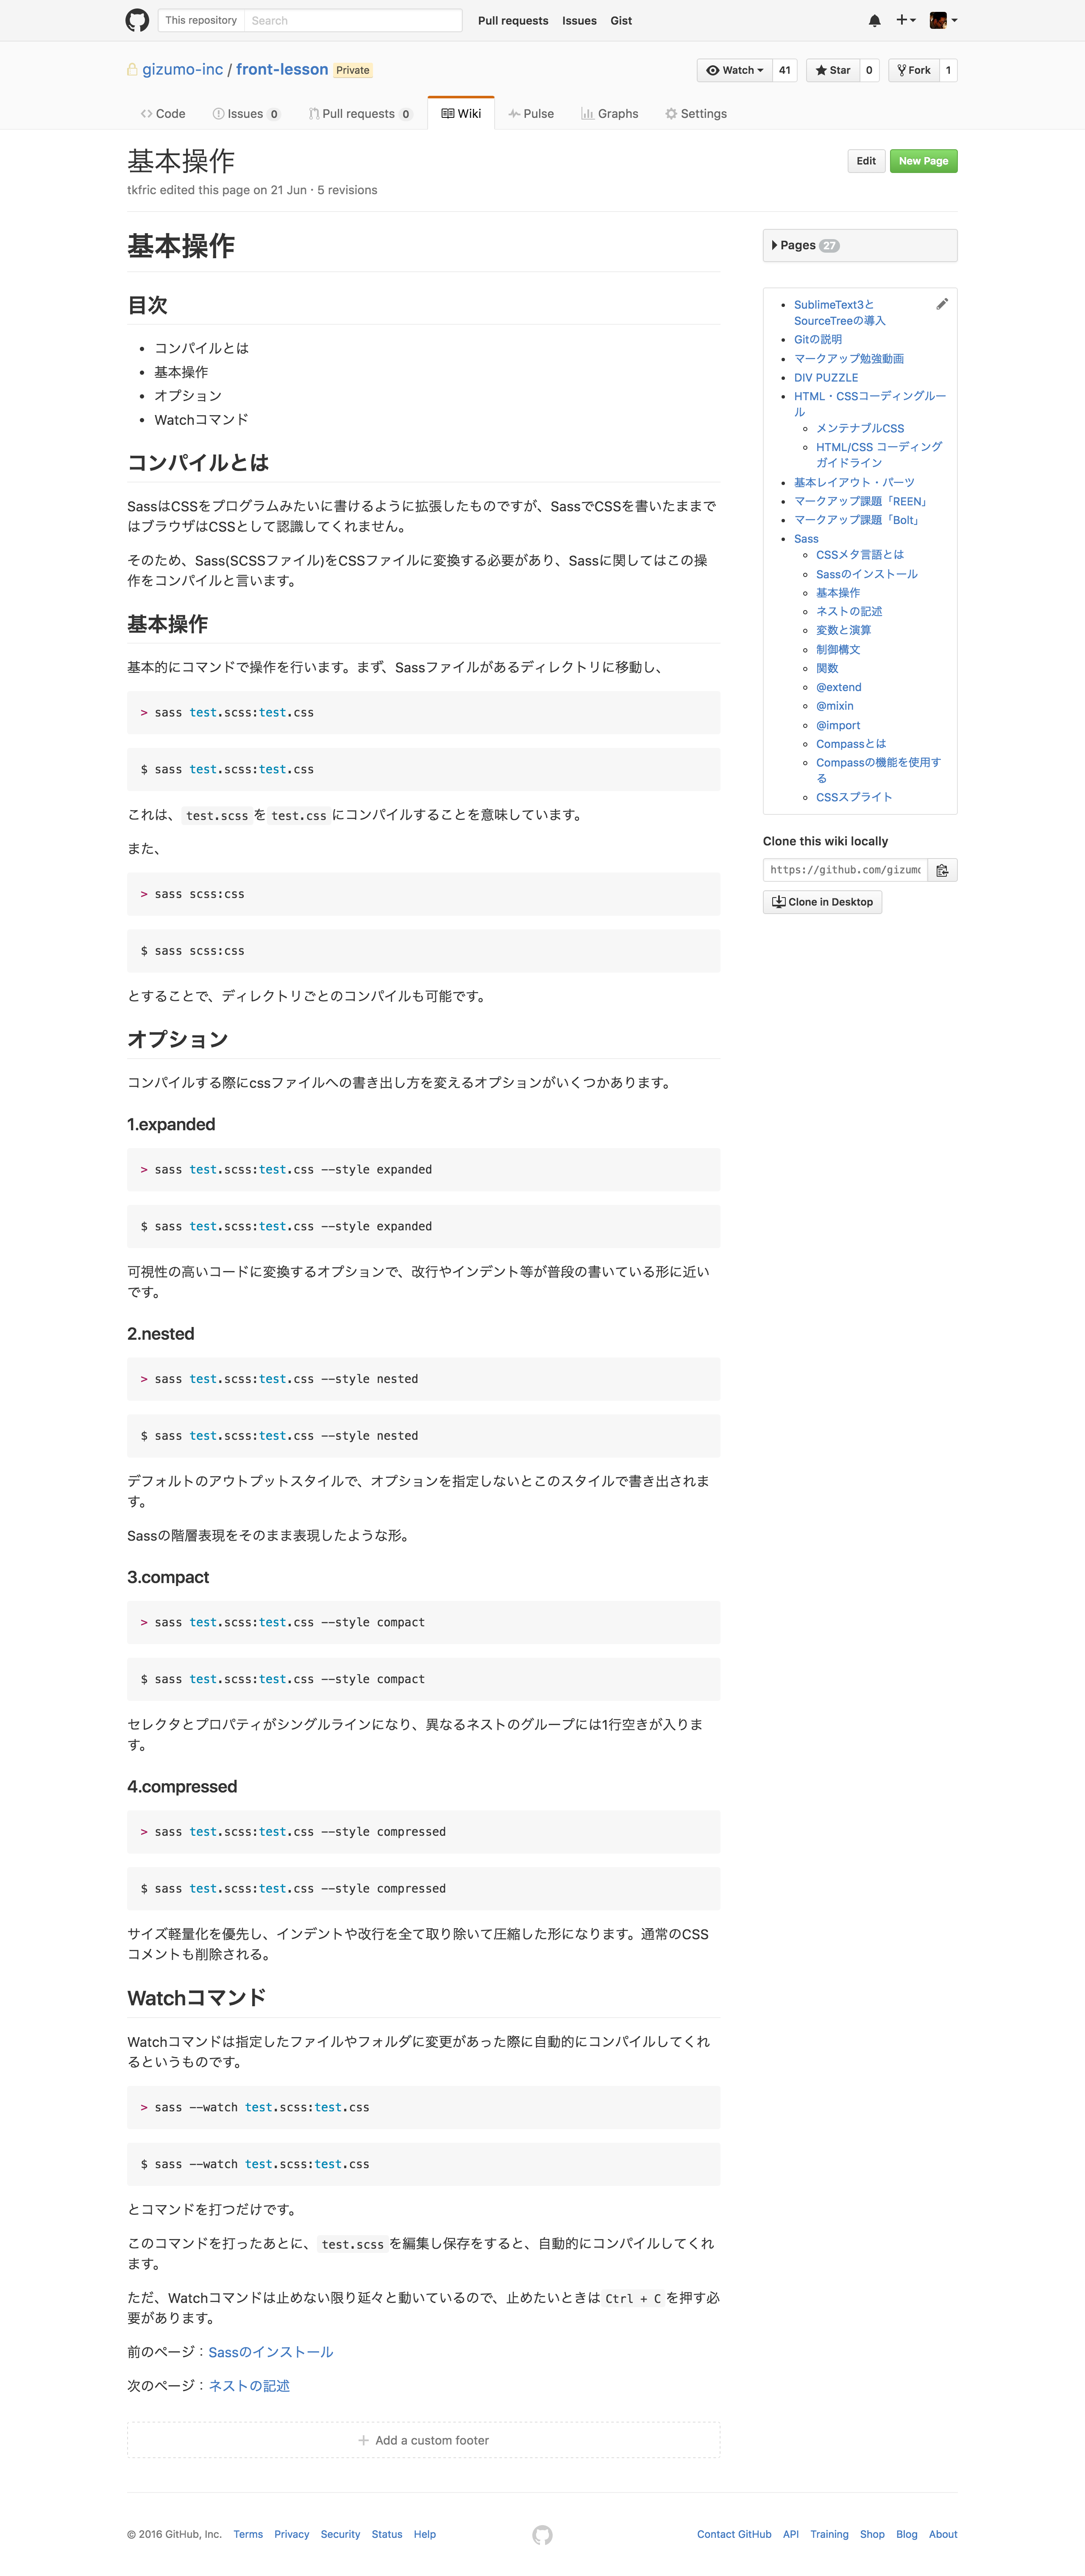 This repository Search Pull requests Issues Gist
gizumo-inc / front-lesson Private Watch 41 Star 0 Fork 1
Code Issues 0 Pull requests 0 Wiki Pulse Graphs Settings
基本操作 Edit New Page
tkfric edited this page on 21 Jun · 5 revisions
基本操作
目次
コンパイルとは
基本操作
オプション
Watchコマンド
コンパイルとは
SassはCSSをプログラムみたいに書けるように拡張したものですが、SassでCSSを書いたままで
はブラウザはCSSとして認識してくれません。
そのため、Sass(SCSSファイル)をCSSファイルに変換する必要があり、Sassに関してはこの操
作をコンパイルと言います。
基本操作
基本的にコマンドで操作を行います。まず、Sassファイルがあるディレクトリに移動し、
> sass test.scss:test.css
$ sass test.scss:test.css
これは、 test.scss を test.css にコンパイルすることを意味しています。
また、
> sass scss:css
$ sass scss:css
とすることで、ディレクトリごとのコンパイルも可能です。
オプション
コンパイルする際にcssファイルへの書き出し方を変えるオプションがいくつかあります。
1.expanded
> sass test.scss:test.css --style expanded
$ sass test.scss:test.css --style expanded
可視性の高いコードに変換するオプションで、改行やインデント等が普段の書いている形に近い
です。
2.nested
> sass test.scss:test.css --style nested
$ sass test.scss:test.css --style nested
デフォルトのアウトプットスタイルで、オプションを指定しないとこのスタイルで書き出されま
す。
Sassの階層表現をそのまま表現したような形。
3.compact
> sass test.scss:test.css --style compact
$ sass test.scss:test.css --style compact
セレクタとプロパティがシングルラインになり、異なるネストのグループには1行空きが入りま
す。
4.compressed
> sass test.scss:test.css --style compressed
$ sass test.scss:test.css --style compressed
サイズ軽量化を優先し、インデントや改行を全て取り除いて圧縮した形になります。通常のCSS
コメントも削除される。
Watchコマンド
Watchコマンドは指定したファイルやフォルダに変更があった際に自動的にコンパイルしてくれ
るというものです。
> sass --watch test.scss:test.css
$ sass --watch test.scss:test.css
とコマンドを打つだけです。
このコマンドを打ったあとに、 test.scss を編集し保存をすると、自動的にコンパイルしてくれ
ます。
ただ、Watchコマンドは止めない限り延々と動いているので、止めたいときは Ctrl + C を押す必
要があります。
前のページ：Sassのインストール
次のページ：ネストの記述
Add a custom footer
Pages 27
SublimeText3と
SourceTreeの導入
Gitの説明
マークアップ勉強動画
DIV PUZZLE
HTML・CSSコーディングルー
ル
メンテナブルCSS
HTML/CSS コーディング
ガイドライン
基本レイアウト・パーツ
マークアップ課題「REEN」
マークアップ課題「Bolt」
Sass
CSSメタ言語とは
Sassのインストール
基本操作
ネストの記述
変数と演算
制御構文
関数
@extend
@mixin
@import
Compassとは
Compassの機能を使用す
る
CSSスプライト
Clone this wiki locally
https://github.com/gizumo
Clone in Desktop
© 2016 GitHub, Inc. Terms Privacy Security Status Help Contact GitHub API Training Shop Blog About